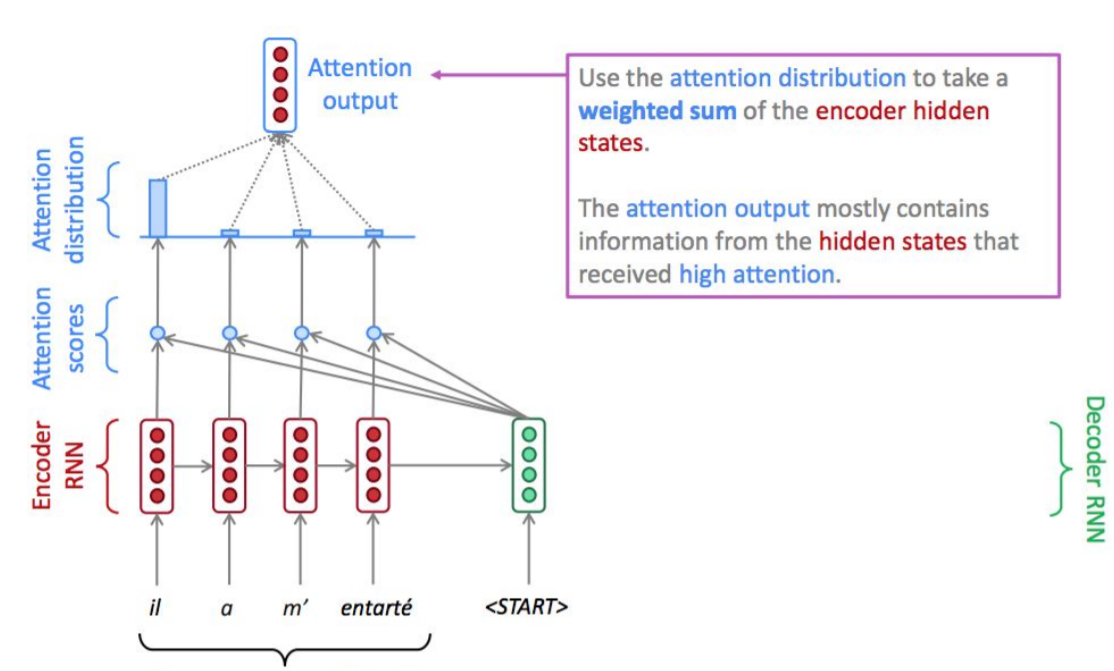 Attention
output
Use the attention distribution to take a
weighted sum of the encoder hidden
states.
The attention output mostly contains
information from the hidden states that
received high attention.
Attention
distribution
Attention
scores
Encoder
RNN
Decoder RNN
il a m’ entarté <START>